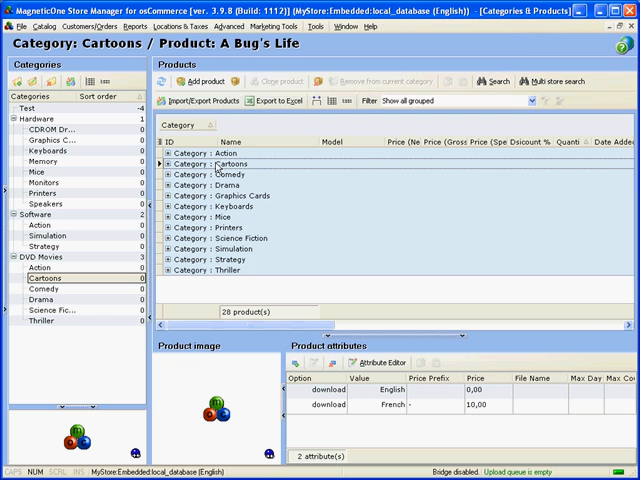 MagneticOne Store Manager for osCommerce [ver. 3.9.8 (Build: 1112)] (MyStore:Embedded:local_database (English)) - [Categories & Products]
File Catalog Customers/Orders Reports Locations & Taxes Advanced Marketing Tools Tools Window Help
Category: Cartoons / Product: A Bug's Life
Categories
Categories Sort order
Test -4
Hardware 1
CDROM Dr... 0
Graphics C... 0
Keyboards 0
Memory 0
Mice 0
Monitors 0
Printers 0
Speakers 0
Software 2
Action 0
Simulation 0
Strategy 0
DVD Movies 3
Action 0
Cartoons 0
Comedy 0
Drama 0
Science Fic... 0
Thriller 0
Products
Add product Clone product Remove from current category Search Multi store search
Import/Export Products Export to Excel Filter Show all grouped
Category
ID Name Model Price (Ne Price (Gross Price (Spe Dsicount % Quanti Date Added
Category : Action
Category : Cartoons
Category : Comedy
Category : Drama
Category : Graphics Cards
Category : Keyboards
Category : Mice
Category : Printers
Category : Science Fiction
Category : Simulation
Category : Strategy
Category : Thriller
28 product(s)
Product image
Product attributes
Attribute Editor
Option Value Price Prefix Price File Name Max Day Max Cou
download English 0,00
download French - 10,00
2 attribute(s)
CAPS NUM SCRL INS MyStore:Embedded:local_database (English) Bridge disabled. Upload queue is empty